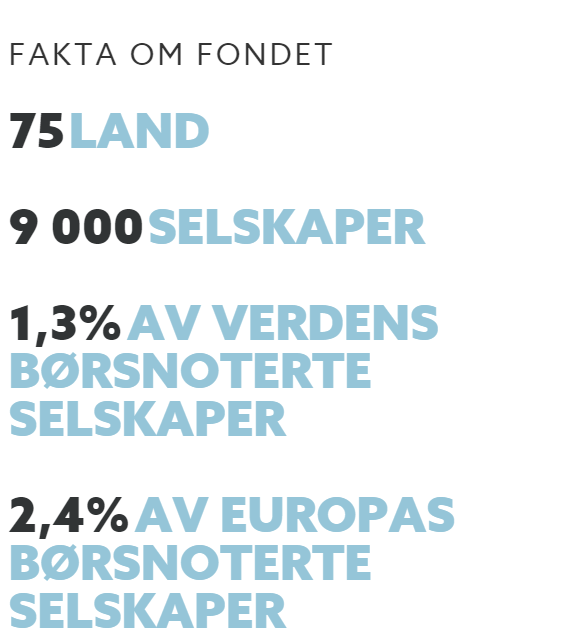 FAKTA OM FONDET
75 LAND
9 000 SELSKAPER
1,3% AV VERDENS
BØRSNOTERTE
SELSKAPER
2,4% AV EUROPAS
BØRSNOTERTE
SELSKAPER